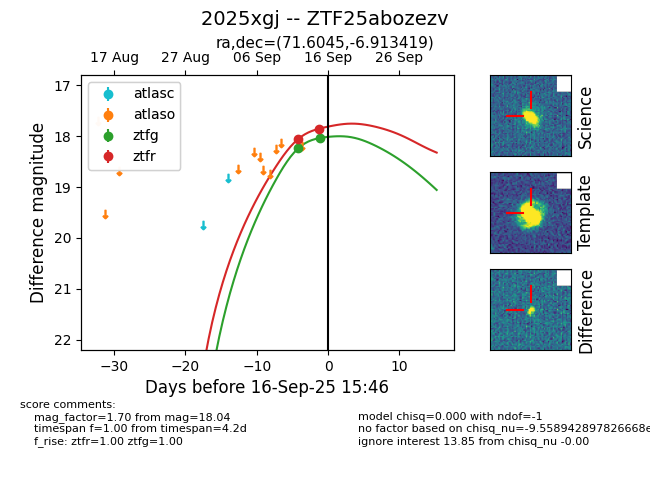 2025xgj -- ZTF25abozezv
ra,dec=(71.6045,-6.913419)
17 Aug 27 Aug 06 Sep 16 Sep 26 Sep
17
18
19
20
21
22
Difference magnitude
atlasc
atlaso
ztfg
ztfr
−30 −20 −10 0 10
Days before 16-Sep-25 15:46
Science
Template
Difference
score comments:
mag_factor=1.70 from mag=18.04
timespan f=1.00 from timespan=4.2d
f_rise: ztfr=1.00 ztfg=1.00
model chisq=0.000 with ndof=-1
no factor based on chisq_nu=-9.558942897826668e
ignore interest 13.85 from chisq_nu -0.00